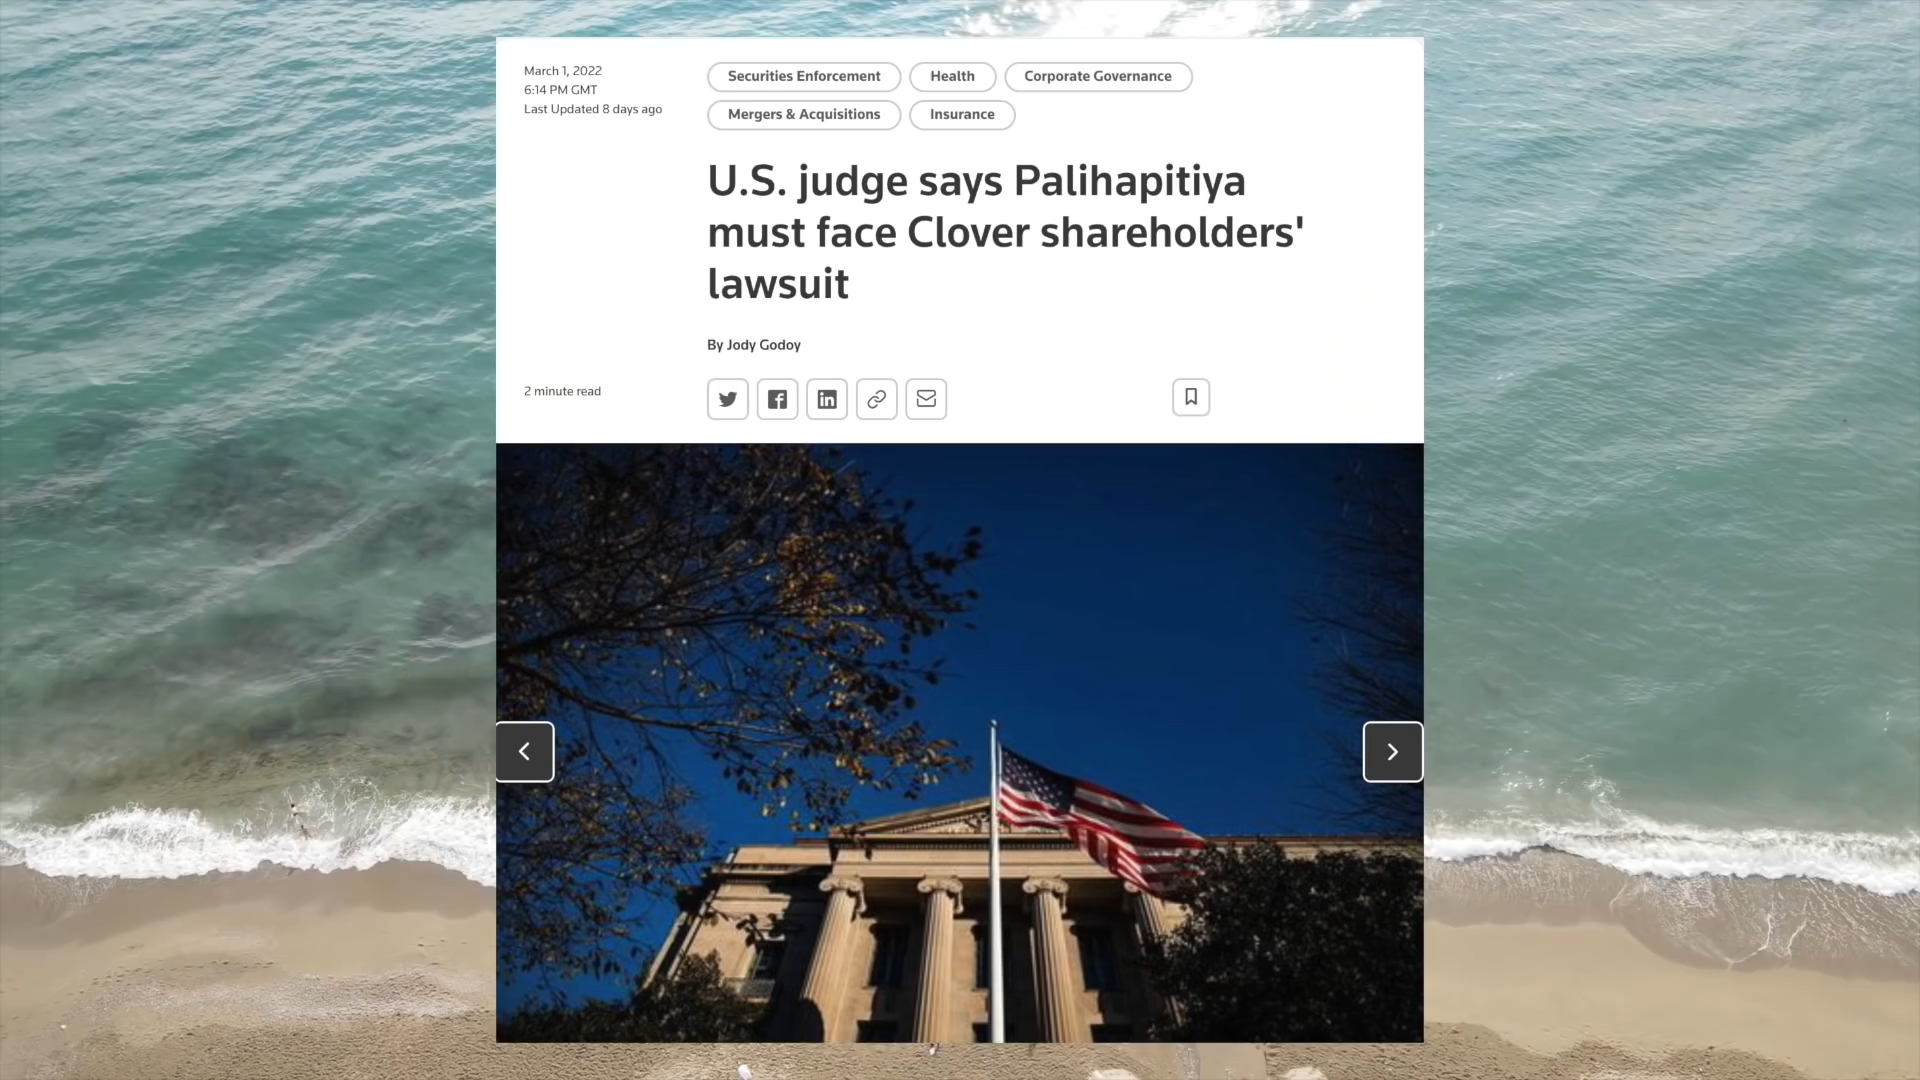 March 1, 2022
6:14 PM GMT
Last Updated 8 days ago
Securities Enforcement
Health
Corporate Governance
Mergers & Acquisitions
Insurance
U.S. judge says Palihapitiya
must face Clover shareholders'
lawsuit
By Jody Godoy
2 minute read